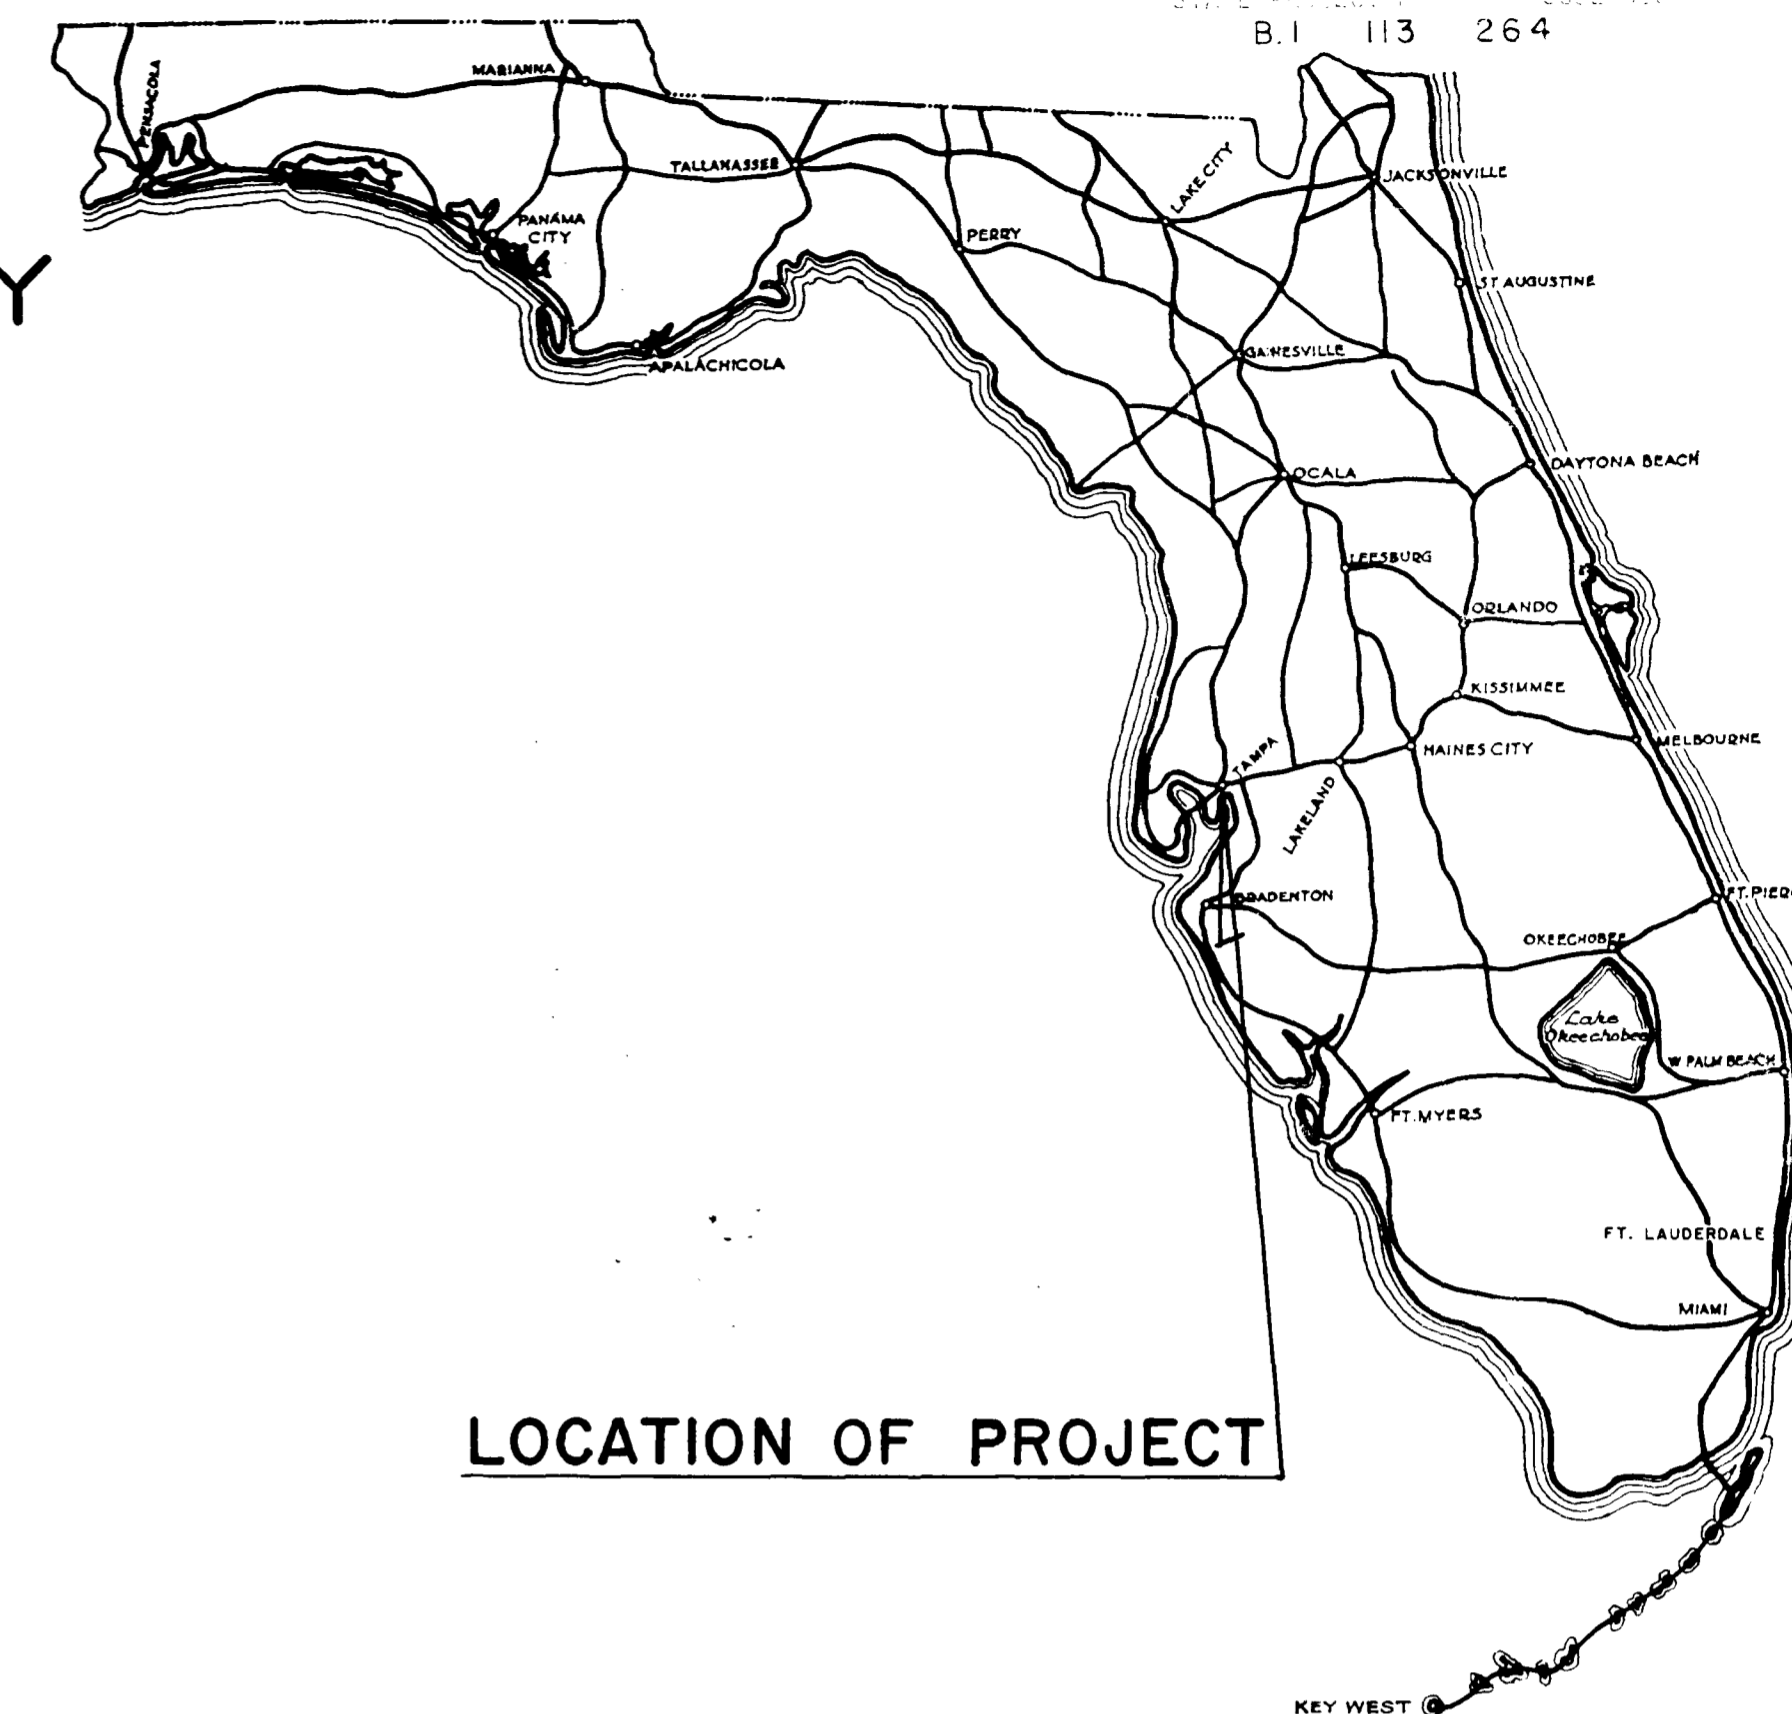 B.I 113 264
PENSACOLA
MARIANNA
TALLAHASSEE
LAKE CITY
JACKSONVILLE
PANAMA
CITY
PERRY
Y
ST AUGUSTINE
GAINESVILLE
APALACHICOLA
DAYTONA BEACH
OCALA
LEESBURG
ORLANDO
KISSIMMEE
TAMPA
HAINES CITY
MELBOURNE
LAKELAND
BRADENTON
FT. PIERC
OKEECHOBEE
Lake
Okeechobee
W PALM BEACH
FT. MYERS
FT. LAUDERDALE
MIAMI
LOCATION OF PROJECT
KEY WEST